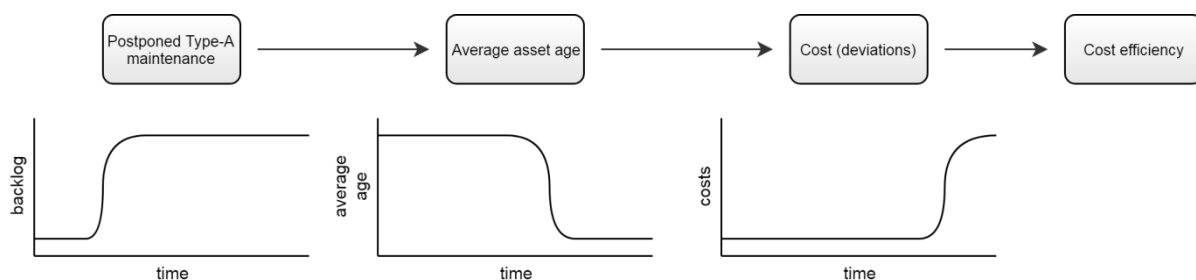 Postponed Type-A
maintenance
Average asset age
Cost (deviations)
Cost efficiency
backlog
time
average
age
time
costs
time